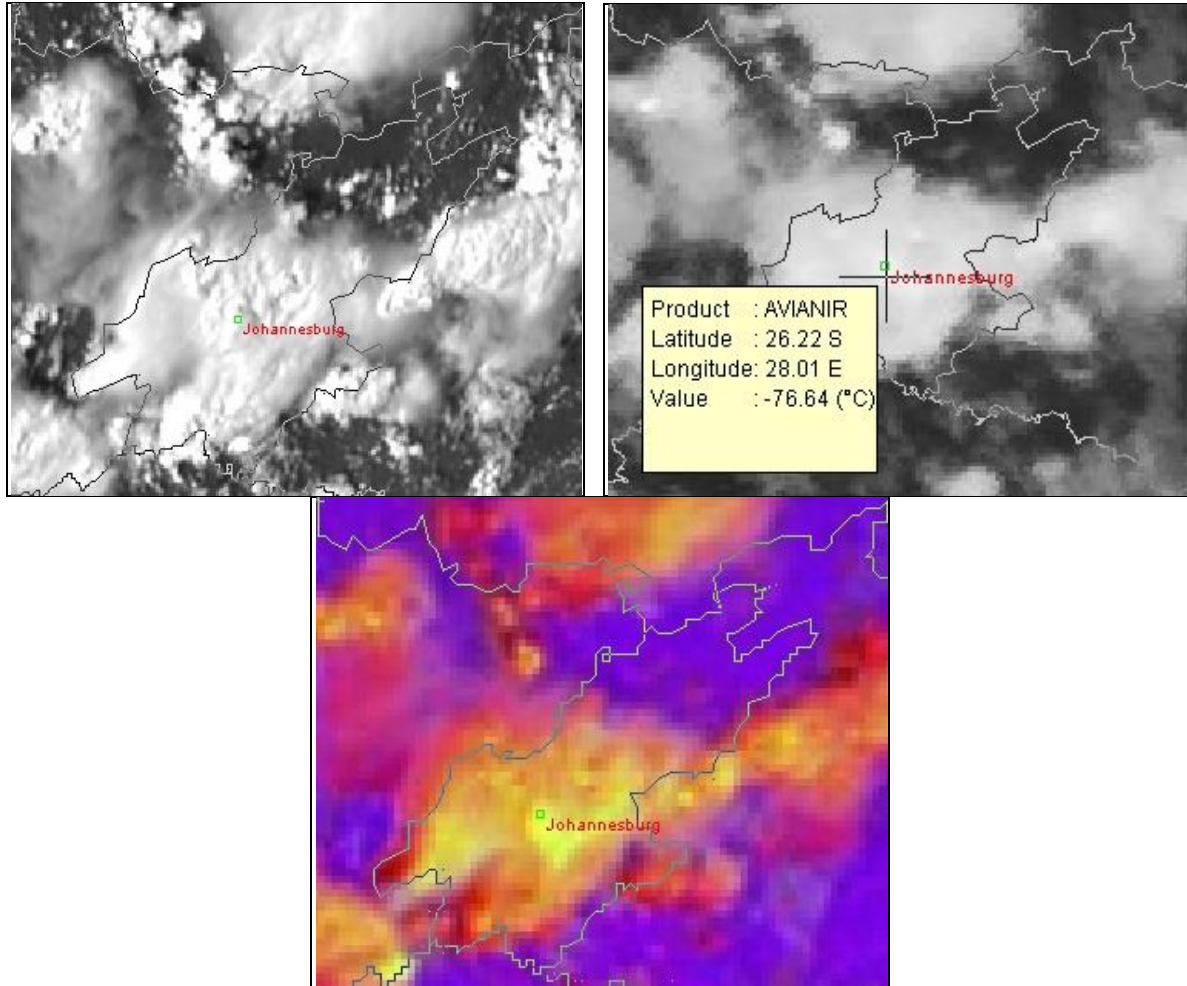 Johannesburg
Johannesburg
Product : AVIANIR
Latitude : 26.22 S
Longitude: 28.01 E
Value : -76.64 (°C)
Johannesburg